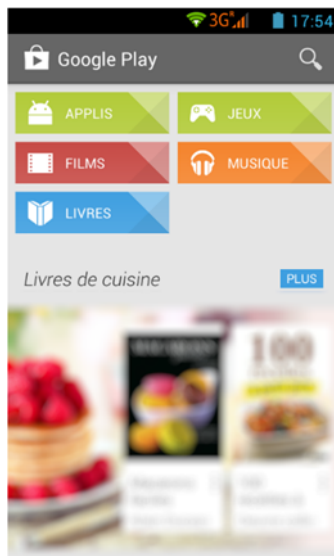 3G 17:54
Google Play
APPLIS JEUX
FILMS MUSIQUE
LIVRES
Livres de cuisine PLUS
100